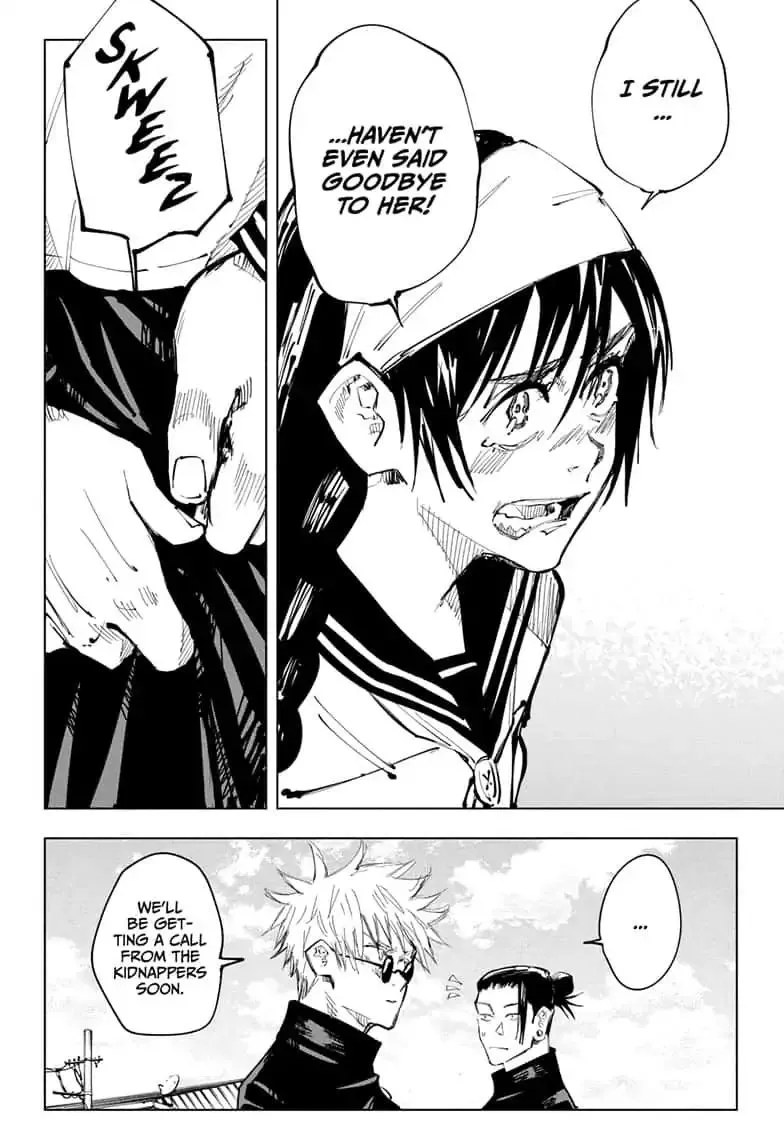 I STILL
...
...HAVEN'T
EVEN SAID
GOODBYE
TO HER!
SKWEEZ
...
WE'LL
BE GET-
TING A CALL
FROM THE
KIDNAPPERS
SOON.